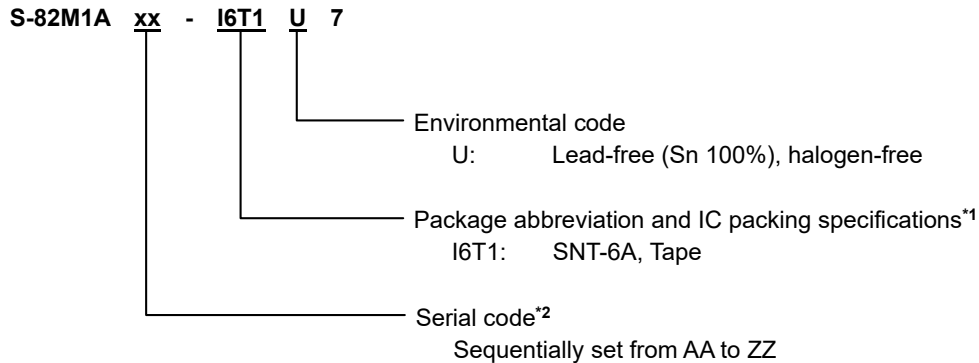 S-82M1A xx - I6T1 U 7
Environmental code
U: Lead-free (Sn 100%), halogen-free
Package abbreviation and IC packing specifications*1
I6T1: SNT-6A, Tape
Serial code*2
Sequentially set from AA to ZZ